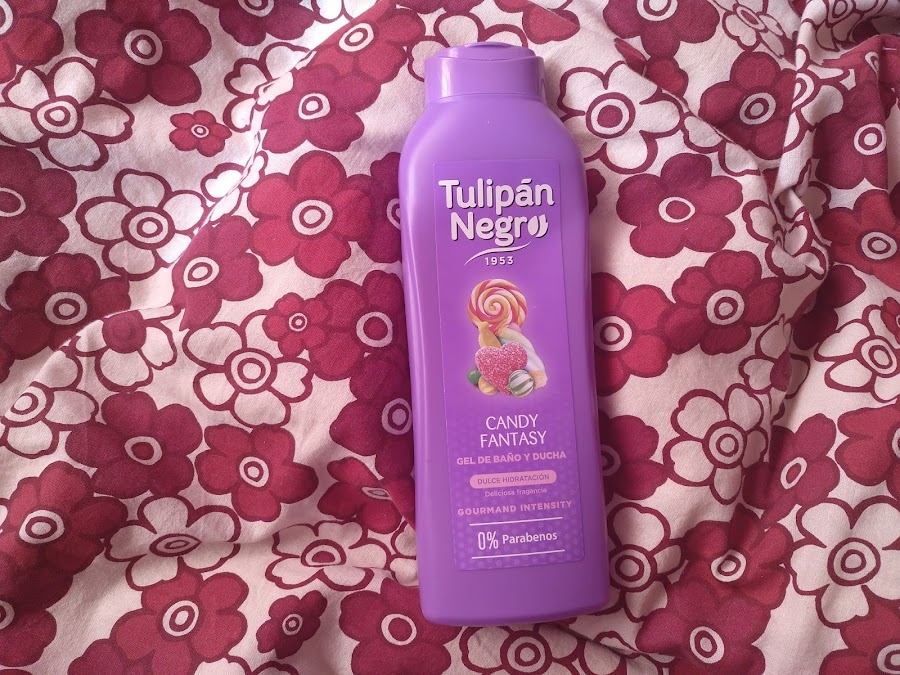 Tulipán
Negro
1953
CANDY
FANTASY
GEL DE BAÑO Y DUCHA
DULCE HIDRATACIÓN
Deliciosa fragancia
GOURMAND INTENSITY
0% Parabenos